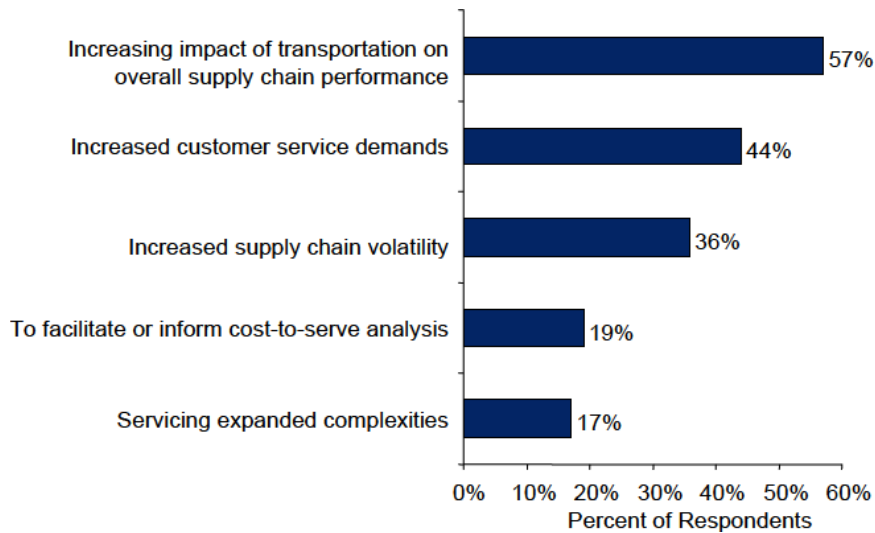 Increasing impact of transportation on
overall supply chain performance
57%
Increased customer service demands
44%
Increased supply chain volatility
36%
To facilitate or inform cost-to-serve analysis
19%
Servicing expanded complexities
17%
0% 10% 20% 30% 40% 50% 60%
Percent of Respondents